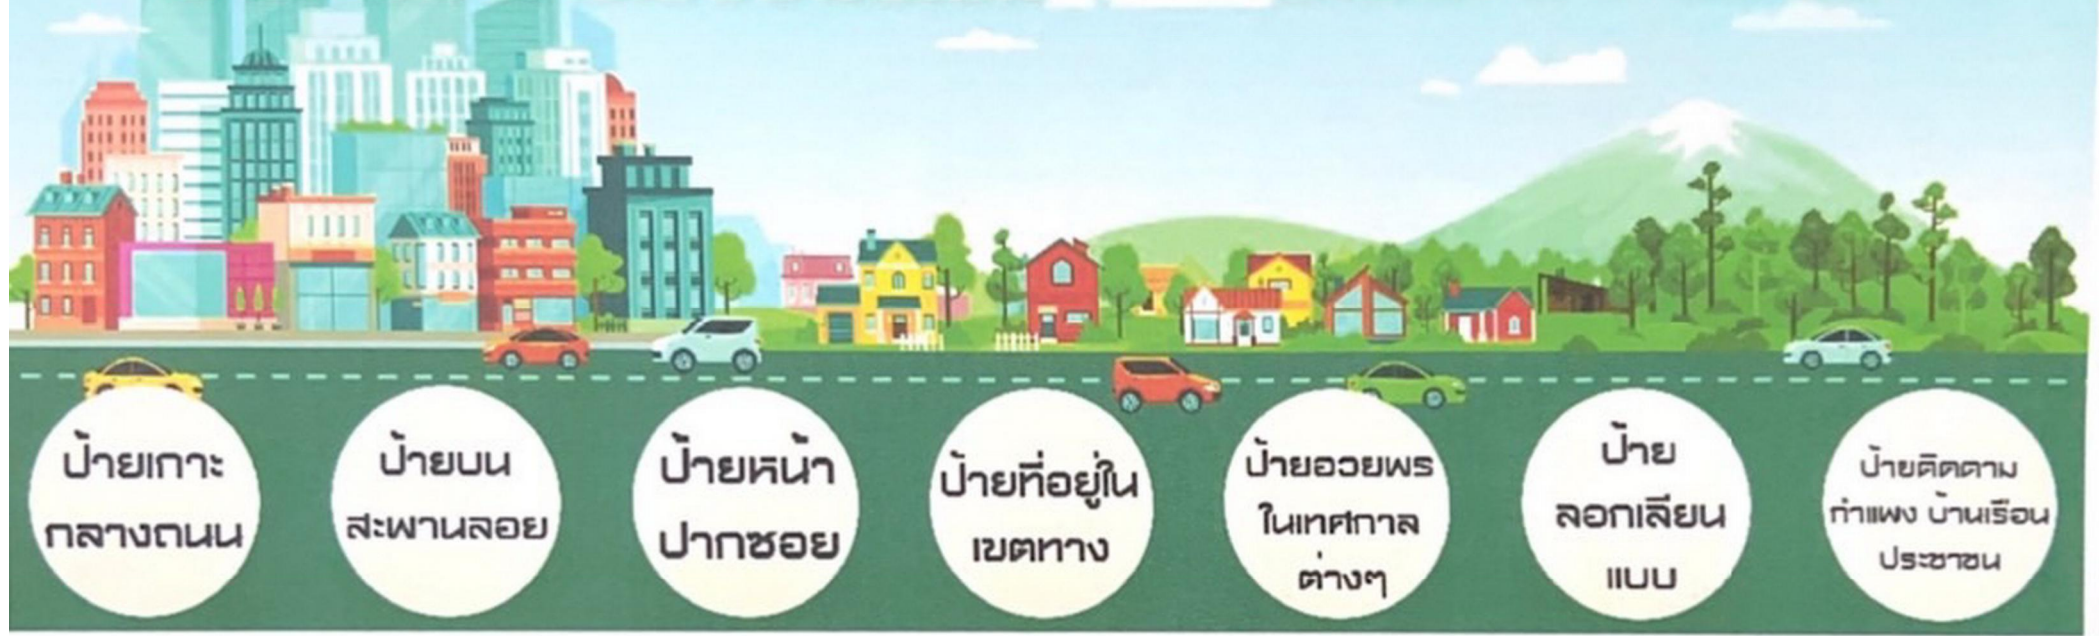 ป้ายเกาะ
กลางถนน
ป้ายบน
สะพานลอย
ป้ายหน้า
ปากซอย
ป้ายที่อยู่ใน
เขตทาง
ป้ายอวยพร
ในเทศกาล
ต่างๆ
ป้าย
ลอกเลียน
แบบ
ป้ายติดตาม
กำแพง บ้านเรือน
ประชาชน